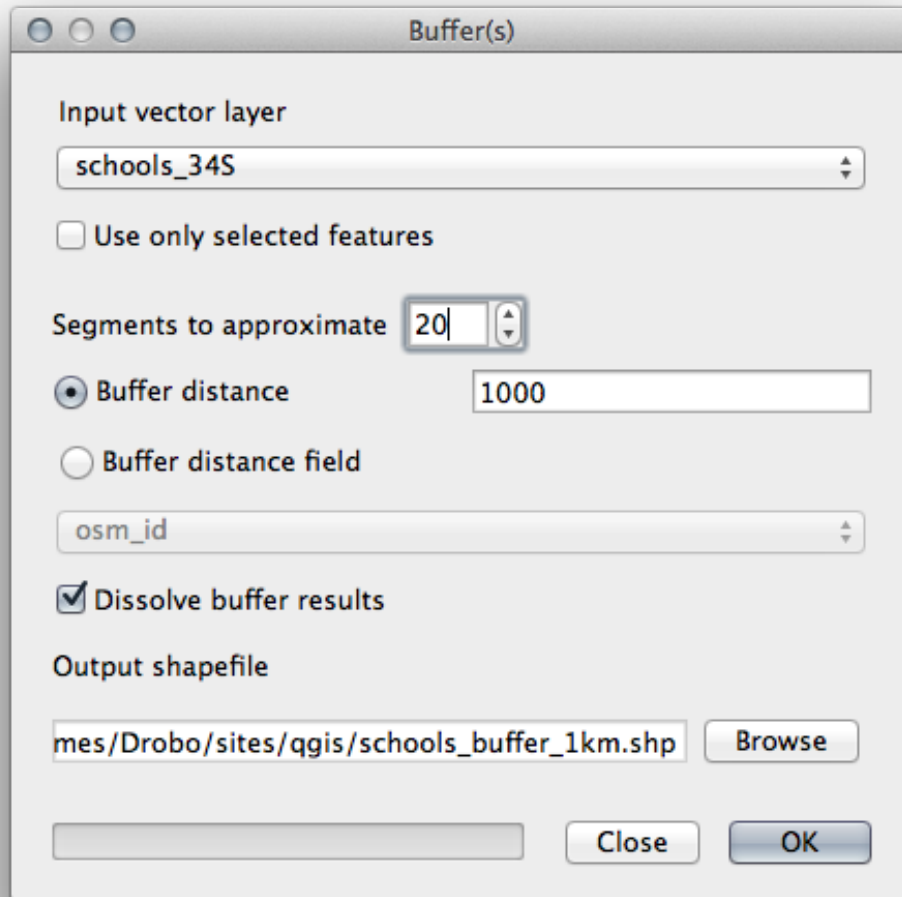 Buffer(s)
Input vector layer
schools_34S
Use only selected features
Segments to approximate 20
Buffer distance 1000
Buffer distance field
osm_id
Dissolve buffer results
Output shapefile
mes/Drobo/sites/qgis/schools_buffer_1km.shp Browse
Close OK